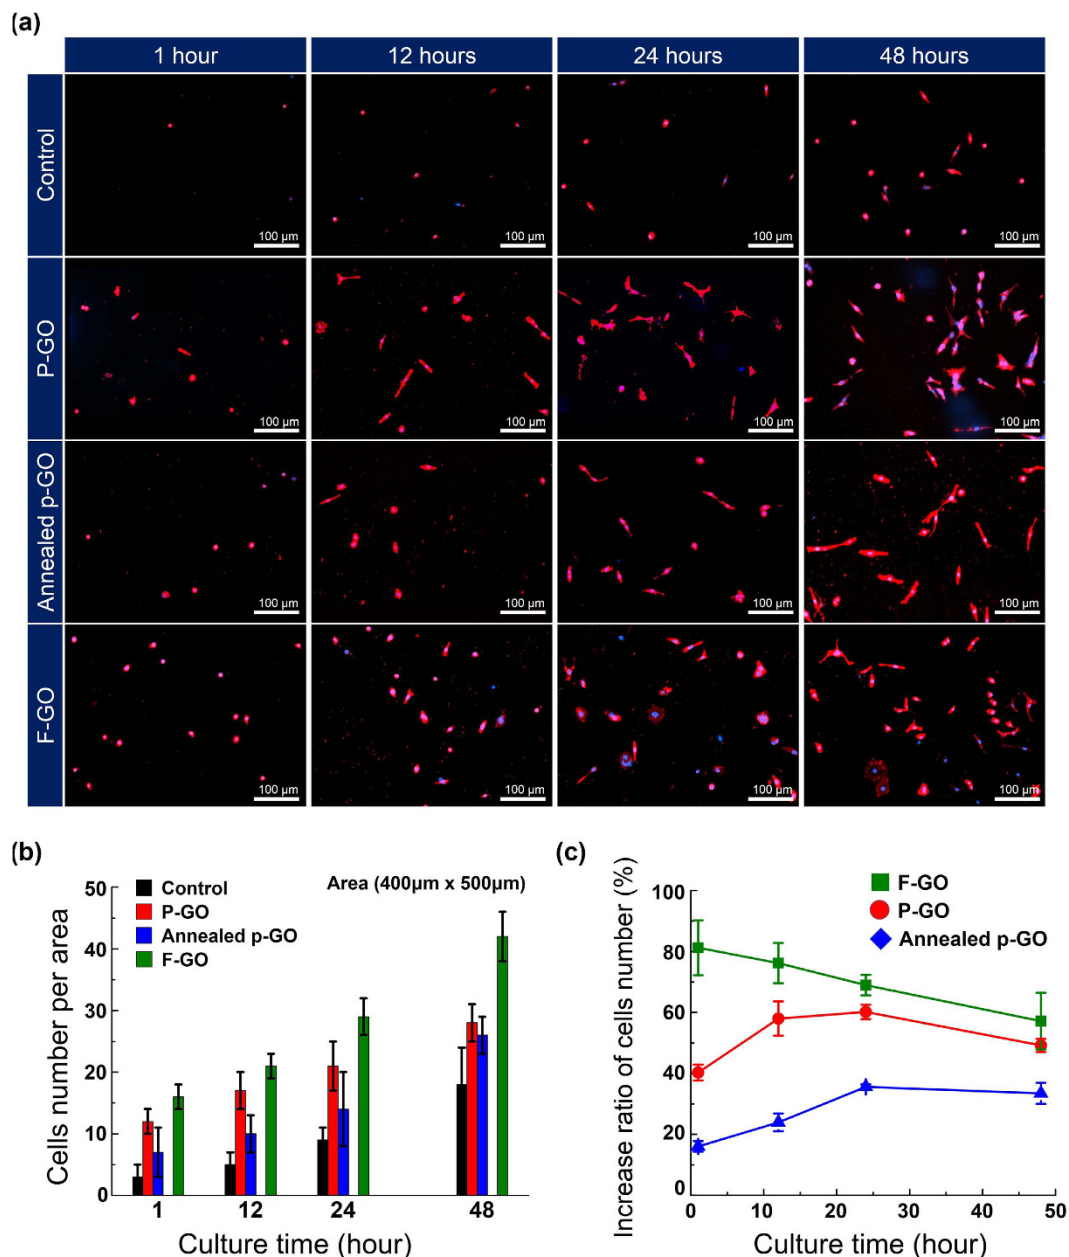 (a)
1 hour 12 hours 24 hours 48 hours
Control
100 µm 100 µm 100 µm 100 µm
P-GO
100 µm 100 µm 100 µm 100 µm
Annealed p-GO
100 µm 100 µm 100 µm 100 µm
F-GO
100 µm 100 µm 100 µm 100 µm
(b)
Area (400µm x 500µm)
Control
P-GO
Annealed p-GO
F-GO
Cells number per area
50
40
30
20
10
0
1 12 24 48
Culture time (hour)
(c)
F-GO
P-GO
Annealed p-GO
Increase ratio of cells number (%)
100
80
60
40
20
0
0 10 20 30 40 50
Culture time (hour)